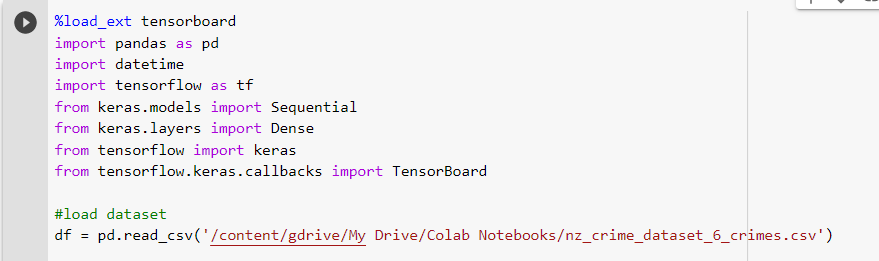 %load_ext tensorboard
import pandas as pd
import datetime
import tensorflow as tf
from keras.models import Sequential
from keras.layers import Dense
from tensorflow import keras
from tensorflow.keras.callbacks import TensorBoard
#load dataset
df = pd.read_csv('/content/gdrive/My Drive/Colab Notebooks/nz_crime_dataset_6_crimes.csv')